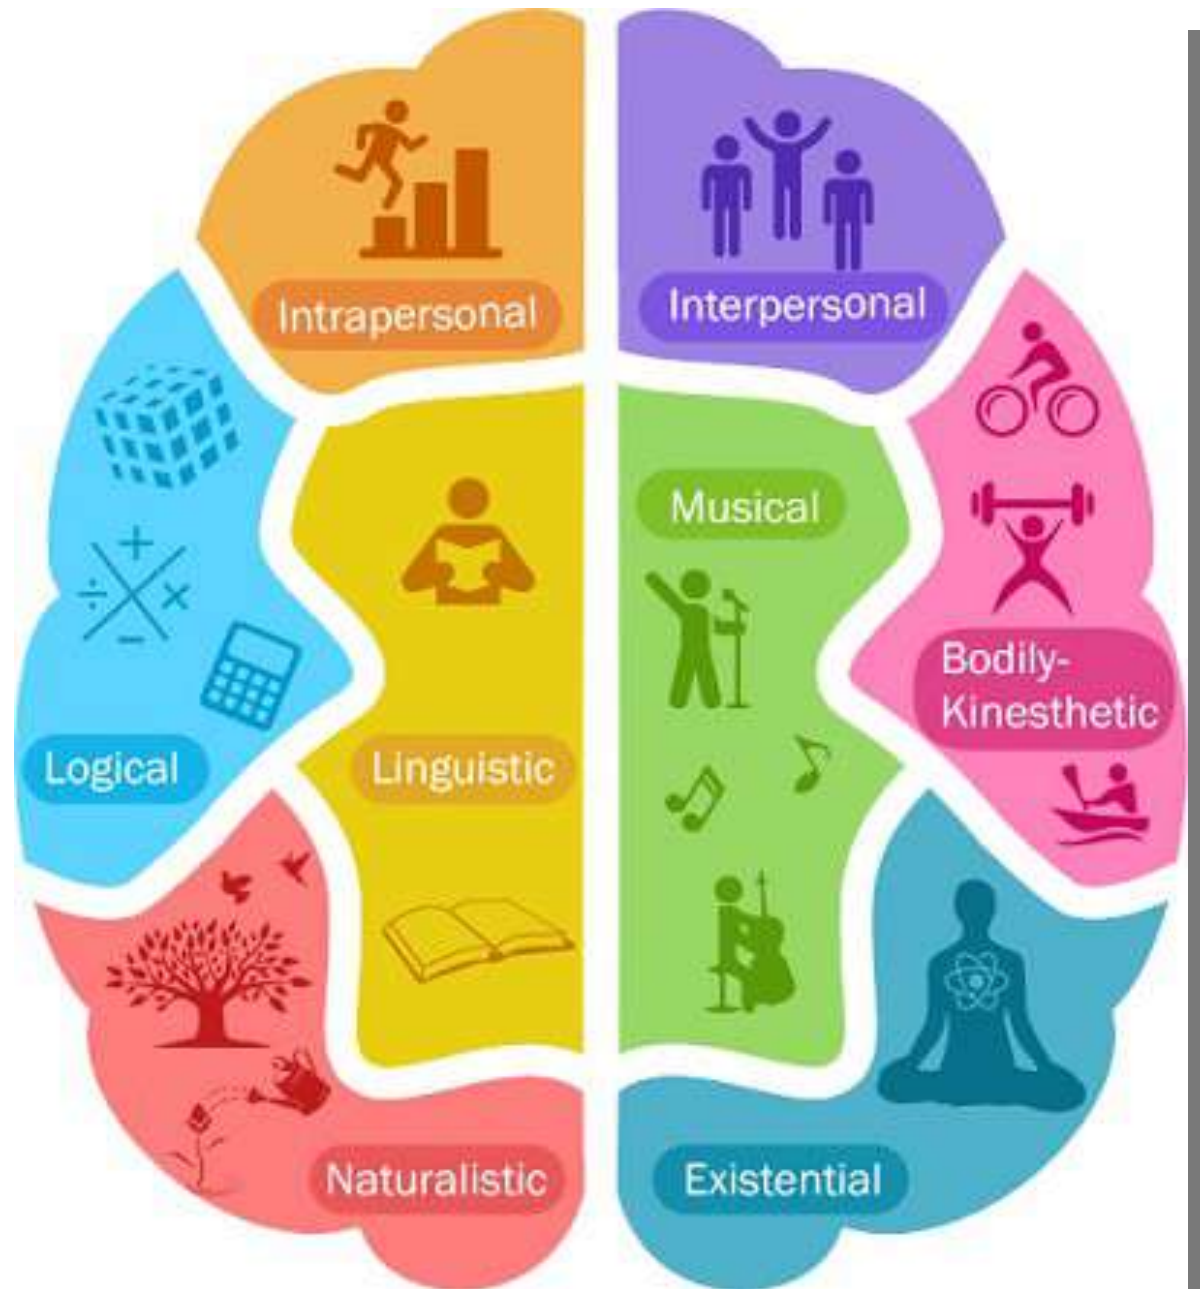 Intrapersonal
Interpersonal
Musical
Bodily-
Kinesthetic
Logical
Linguistic
Naturalistic
Existential